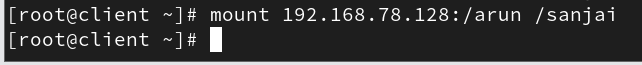 [root@client ~]# mount 192.168.78.128:/arun /sanjai
[root@client ~]#